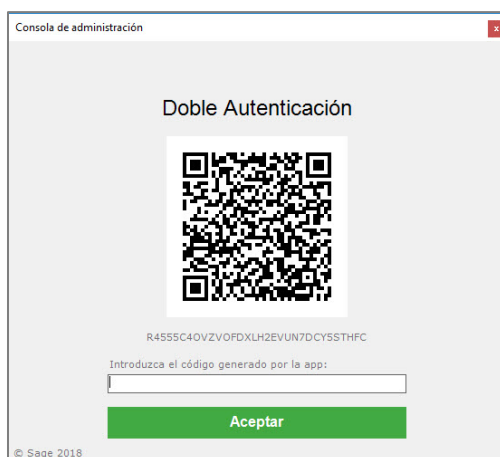 Consola de administración
x
Doble Autenticación
R4555C4OVZVOFDXLH2EVUN7DCY5STHFC
Introduzca el código generado por la app:
Aceptar
© Sage 2018